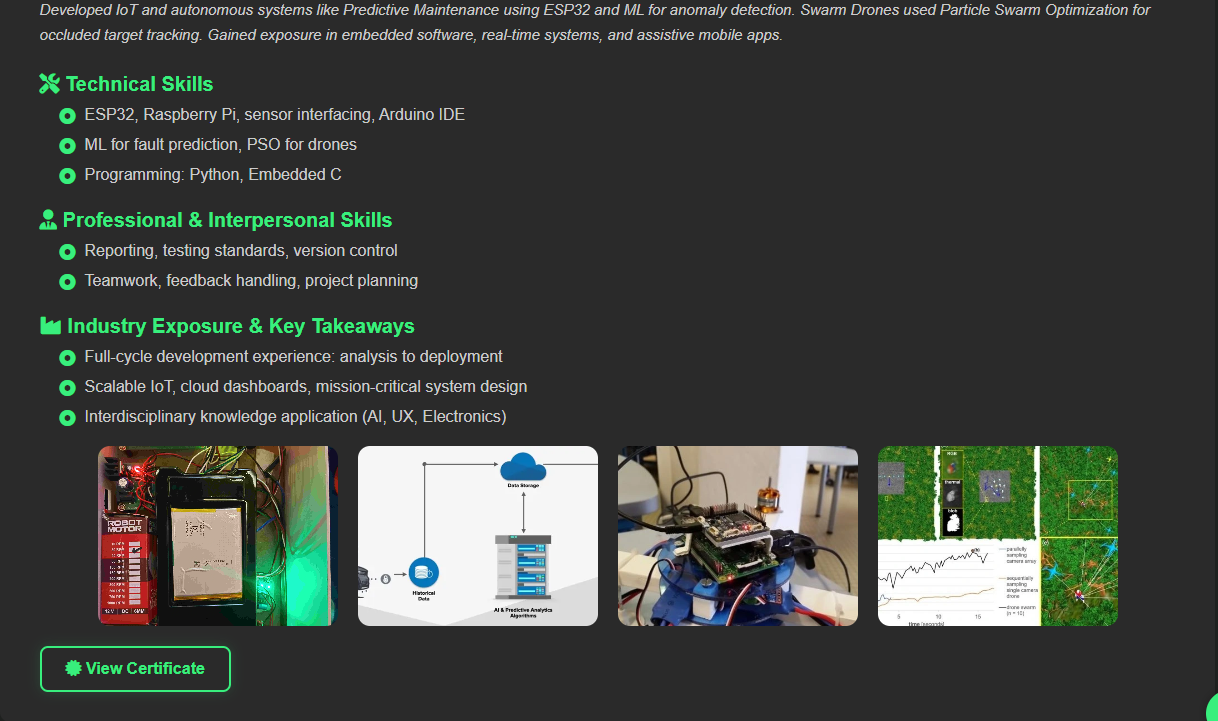 Developed IoT and autonomous systems like Predictive Maintenance using ESP32 and ML for anomaly detection. Swarm Drones used Particle Swarm Optimization for
occluded target tracking. Gained exposure in embedded software, real-time systems, and assistive mobile apps.
Technical Skills
ESP32, Raspberry Pi, sensor interfacing, Arduino IDE
ML for fault prediction, PSO for drones
Programming: Python, Embedded C
Professional & Interpersonal Skills
Reporting, testing standards, version control
Teamwork, feedback handling, project planning
Industry Exposure & Key Takeaways
Full-cycle development experience: analysis to deployment
Scalable IoT, cloud dashboards, mission-critical system design
Interdisciplinary knowledge application (AI, UX, Electronics)
ROBOT
MOTOR
12 V DC 6MM
Data Storage
Historical
Data
AI & Predictive Analytics
Algorithms
RGB
thermal
parallelly
sampling
camera array
sequentially
sampling
single camera
drone
drone swarm
(n = 10)
5 10 15
time (seconds)
View Certificate